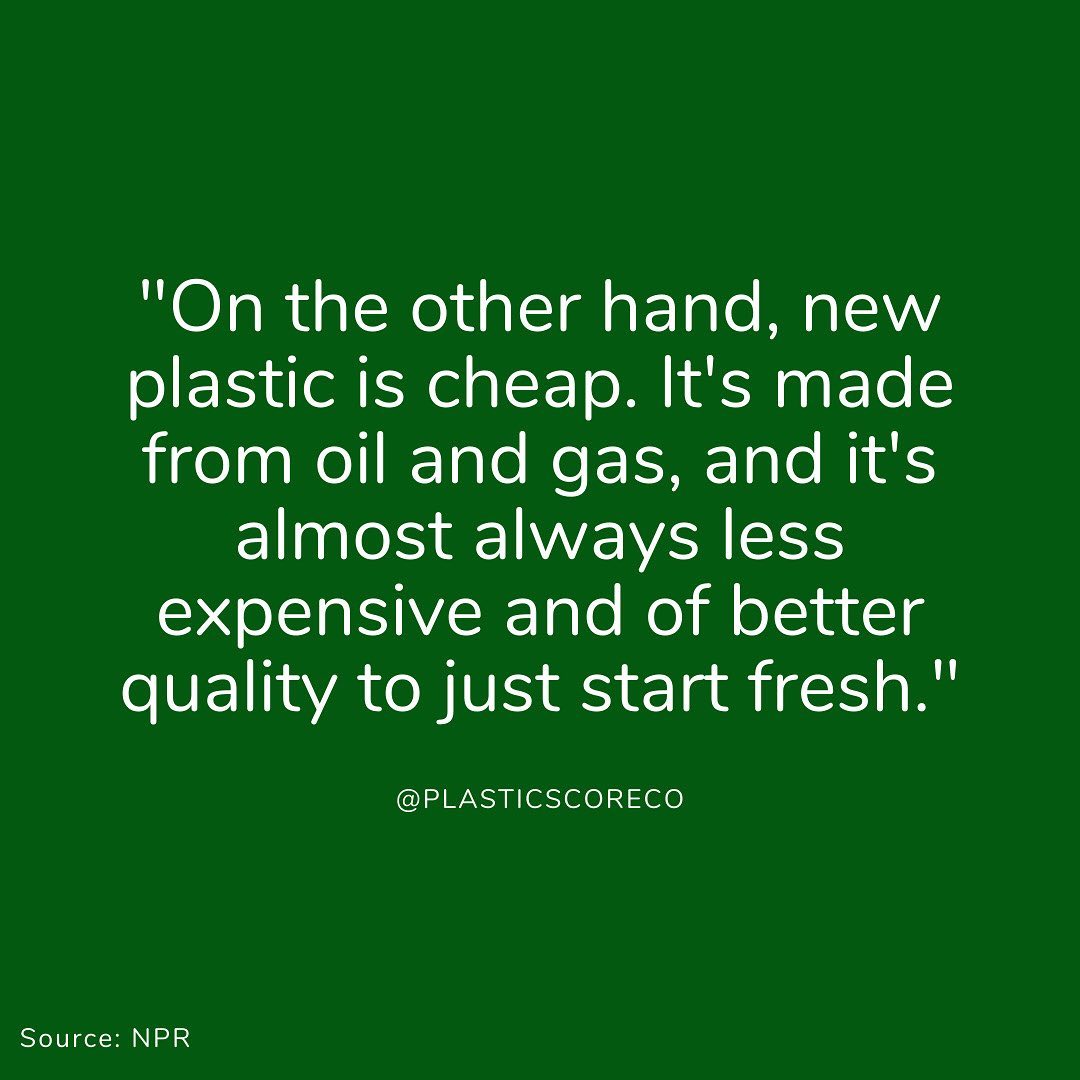 "On the other hand, new
plastic is cheap. It's made
from oil and gas, and it's
almost always less
expensive and of better
quality to just start fresh."
@PLASTICSCORECO
Source: NPR